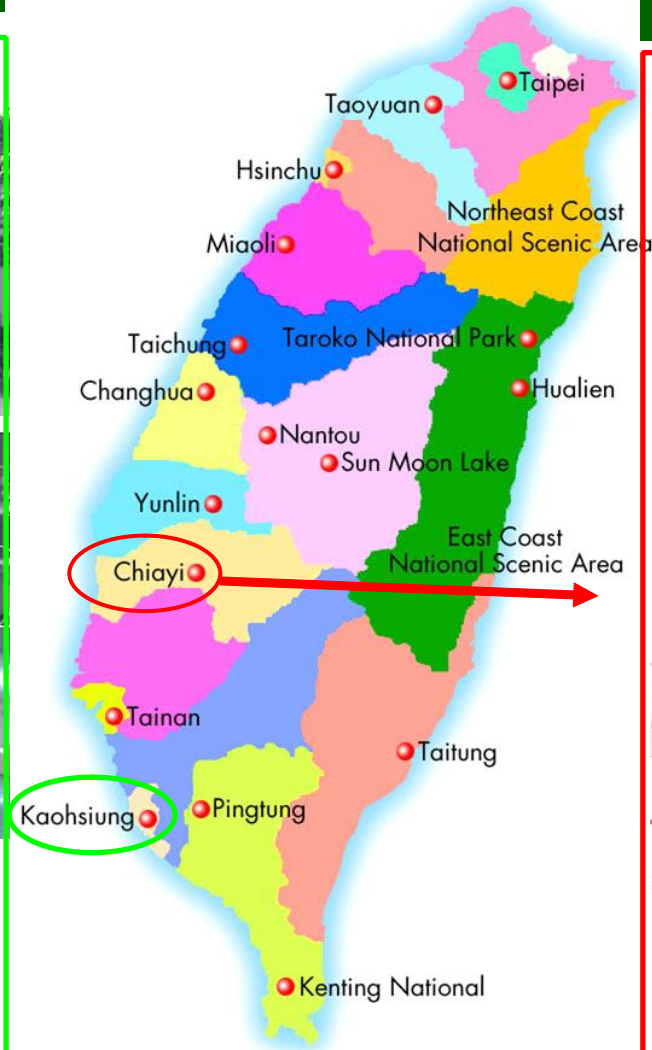 Taipei
Taoyuan
Hsinchu
Northeast Coast
National Scenic Area
Miaoli
Taroko National Park
Taichung
Changhua
Hualien
Nantou
Sun Moon Lake
Yunlin
East Coast
National Scenic Area
Chiayi
Tainan
Taitung
Kaohsiung
Pingtung
Kenting National